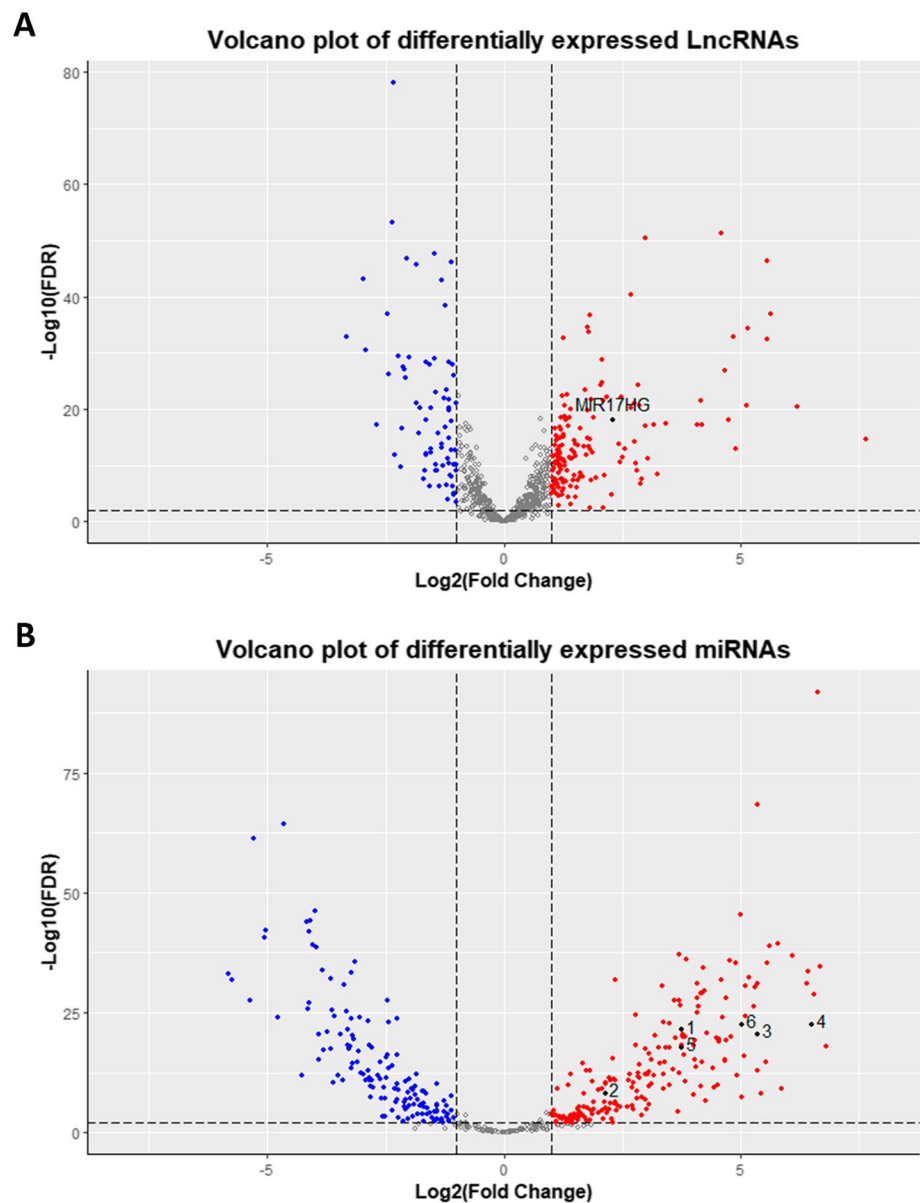 A
Volcano plot of differentially expressed LncRNAs
80
60
40
20
0
-Log10(FDR)
MIR17HG
-5 0 5
Log2(Fold Change)
B
Volcano plot of differentially expressed miRNAs
75
50
25
0
-Log10(FDR)
1
6
3
4
5
2
-5 0 5
Log2(Fold Change)